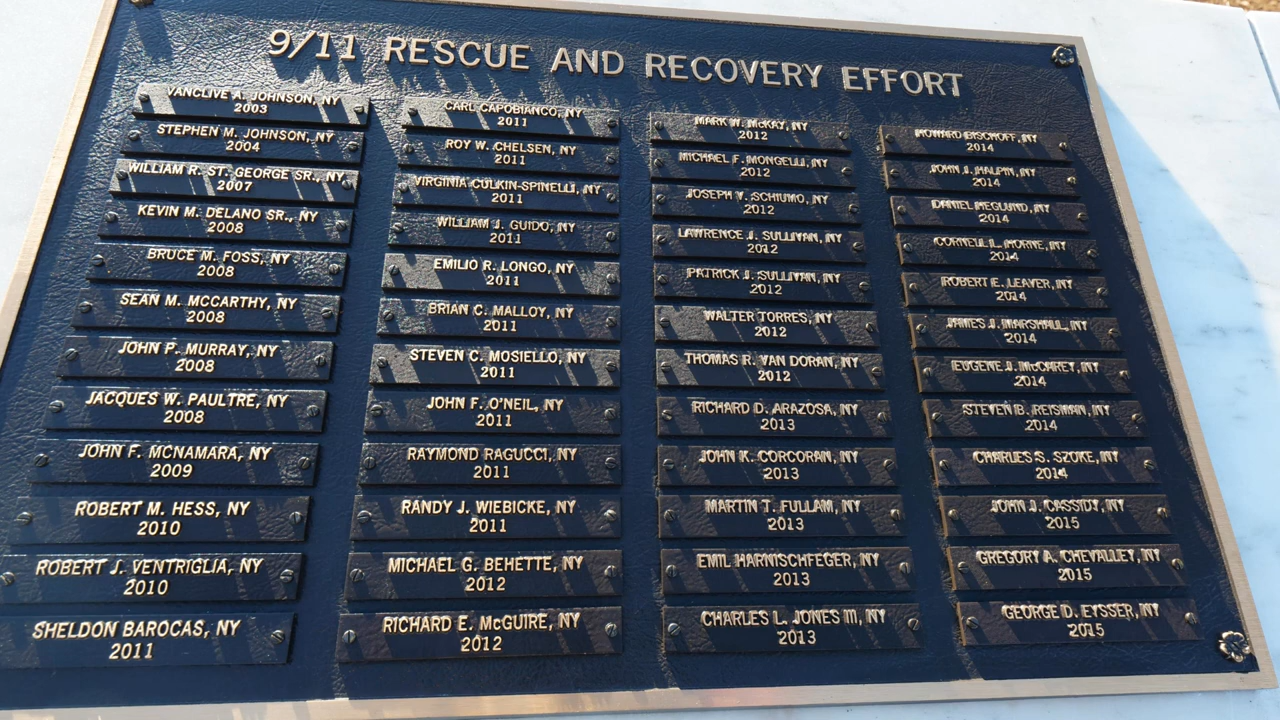 9/11 RESCUE AND RECOVERY EFFORT
VANCLIVE A. JOHNSON, NY
2003
STEPHEN M. JOHNSON, NY
2004
WILLIAM R. ST. GEORGE SR., NY
2007
KEVIN M. DELANO SR., NY
2008
BRUCE M. FOSS, NY
2008
SEAN M. MCCARTHY, NY
2008
JOHN P. MURRAY, NY
2008
JACQUES W. PAULTRE, NY
2008
JOHN F. MCNAMARA, NY
2009
ROBERT M. HESS, NY
2010
ROBERT J. VENTRIGLIA, NY
2010
SHELDON BAROCAS, NY
2011
CARL CAPOBIANCO, NY
2011
ROY W. CHELSEN, NY
2011
VIRGINIA CULKIN-SPINELLI, NY
2011
WILLIAM J. GUIDO, NY
2011
EMILIO R. LONGO, NY
2011
BRIAN C. MALLOY, NY
2011
STEVEN C. MOSIELLO, NY
2011
JOHN F. O'NEIL, NY
2011
RAYMOND RAGUCCI, NY
2011
RANDY J. WIEBICKE, NY
2011
MICHAEL G. BEHETTE, NY
2012
RICHARD E. McGUIRE, NY
2012
MARK W. McKAY, NY
2012
MICHAEL F. MONGELLI, NY
2012
JOSEPH V. SCHIUMO, NY
2012
LAWRENCE J. SULLIVAN, NY
2012
PATRICK J. SULLIVAN, NY
2012
WALTER TORRES, NY
2012
THOMAS R. VAN DORAN, NY
2012
RICHARD D. ARAZOSA, NY
2013
JOHN K. CORCORAN, NY
2013
MARTIN T. FULLAM, NY
2013
EMIL HARNISCHFEGER, NY
2013
CHARLES L. JONES III, NY
2013
HOWARD BISCHOFF, NY
2014
JOHN J. HALPIN, NY
2014
DANIEL HEGLUND, NY
2014
CORNELL L. HORNE, NY
2014
ROBERT E. LEAVER, NY
2014
JAMES J. MARSHALL, NY
2014
EUGENE J. McCAREY, NY
2014
STEVEN B. REISMAN, NY
2014
CHARLES S. SZOKE, NY
2014
JOHN J. CASSIDY, NY
2015
GREGORY A. CHEVALLEY, NY
2015
GEORGE D. EYSSER, NY
2015